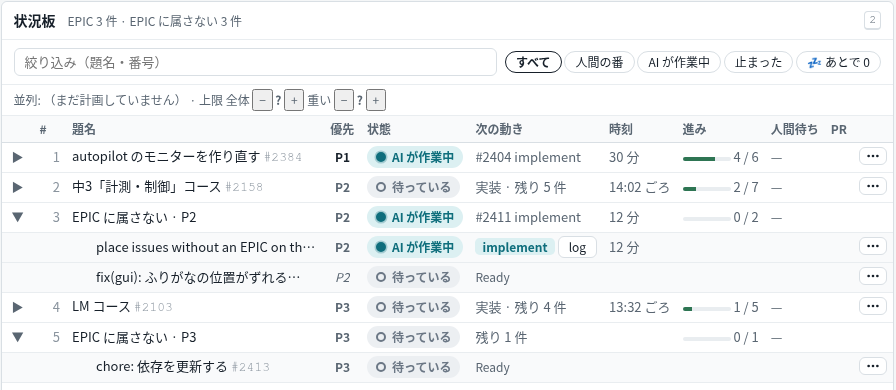 状況板 EPIC 3 件 · EPIC に属さない 3 件 2
絞り込み（題名・番号） すべて 人間の番 AI が作業中 止まった 💤 あとで 0
並列: （まだ計画していません） · 上限 全体 − ? + 重い − ? +
# 題名 優先 状態 次の動き 時刻 進み 人間待ち PR
▶ 1 autopilot のモニターを作り直す #2384 P1 AI が作業中 #2404 implement 30 分 4 / 6 — •••
▶ 2 中3「計測・制御」コース #2158 P2 待っている 実装 · 残り 5 件 14:02 ごろ 2 / 7 — •••
▼ 3 EPIC に属さない · P2 P2 AI が作業中 #2411 implement 12 分 0 / 2 —
place issues without an EPIC on th… P2 AI が作業中 implement log 12 分 •••
fix(gui): ふりがなの位置がずれる… P2 待っている Ready •••
▶ 4 LM コース #2103 P3 待っている 実装 · 残り 4 件 13:32 ごろ 1 / 5 — •••
▼ 5 EPIC に属さない · P3 P3 待っている 残り 1 件 0 / 1 —
chore: 依存を更新する #2413 P3 待っている Ready •••